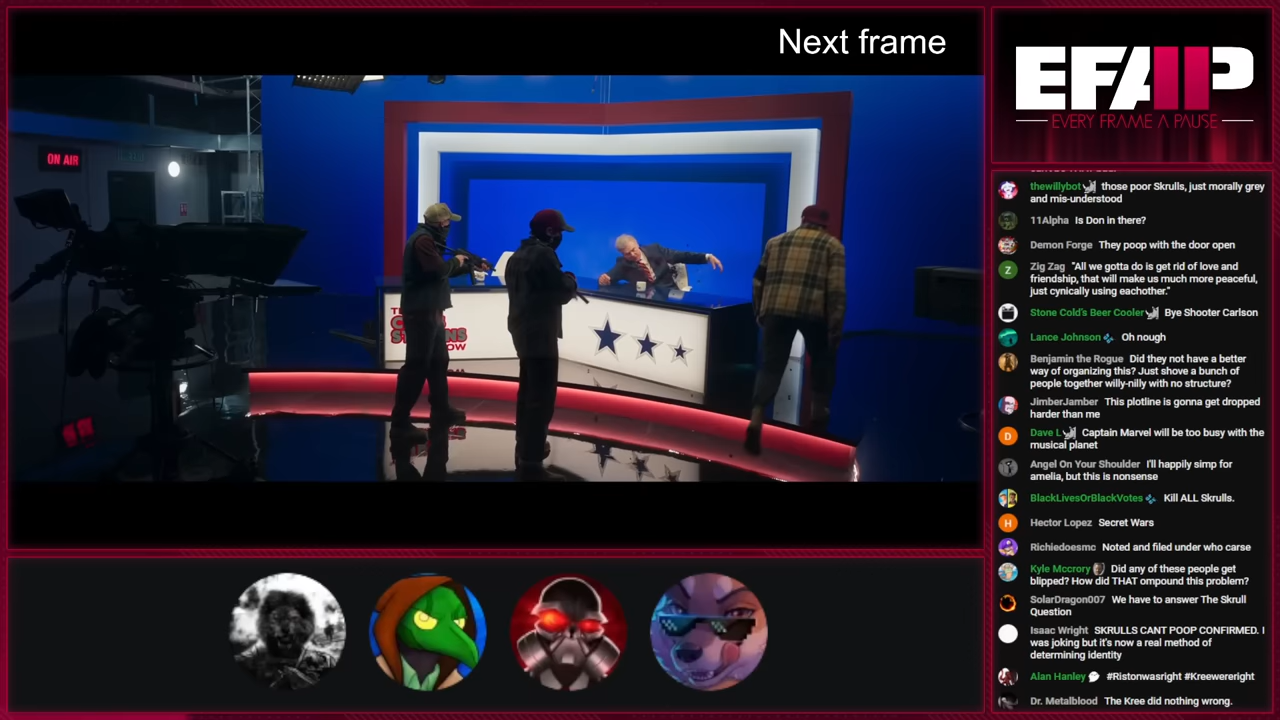 Next frame
ON AIR
EFAP
EVERY FRAME A PAUSE
thewillybot those poor Skrulls, just morally grey
and mis-understood
11Alpha Is Don in there?
Demon Forge They poop with the door open
Z
Zig Zag "All we gotta do is get rid of love and
friendship, that will make us much more peaceful,
just cynically using eachother."
Stone Cold's Beer Cooler Bye Shooter Carlson
Lance Johnson Oh nough
Benjamin the Rogue Did they not have a better
way of organizing this? Just shove a bunch of
people together willy-nilly with no structure?
JimberJamber This plotline is gonna get dropped
harder than me
D
Dave L Captain Marvel will be too busy with the
musical planet
Angel On Your Shoulder I'll happily simp for
amelia, but this is nonsense
BlackLivesOrBlackVotes Kill ALL Skrulls.
H
Hector Lopez Secret Wars
Richiedoesmc Noted and filed under who carse
Kyle Mccrory Did any of these people get
blipped? How did THAT ompound this problem?
SolarDragon007 We have to answer The Skrull
Question
Isaac Wright SKRULLS CANT POOP CONFIRMED. I
was joking but it's now a real method of
determining identity
Alan Hanley #Ristonwasright #Kreewereright
Dr. Metalblood The Kree did nothing wrong.